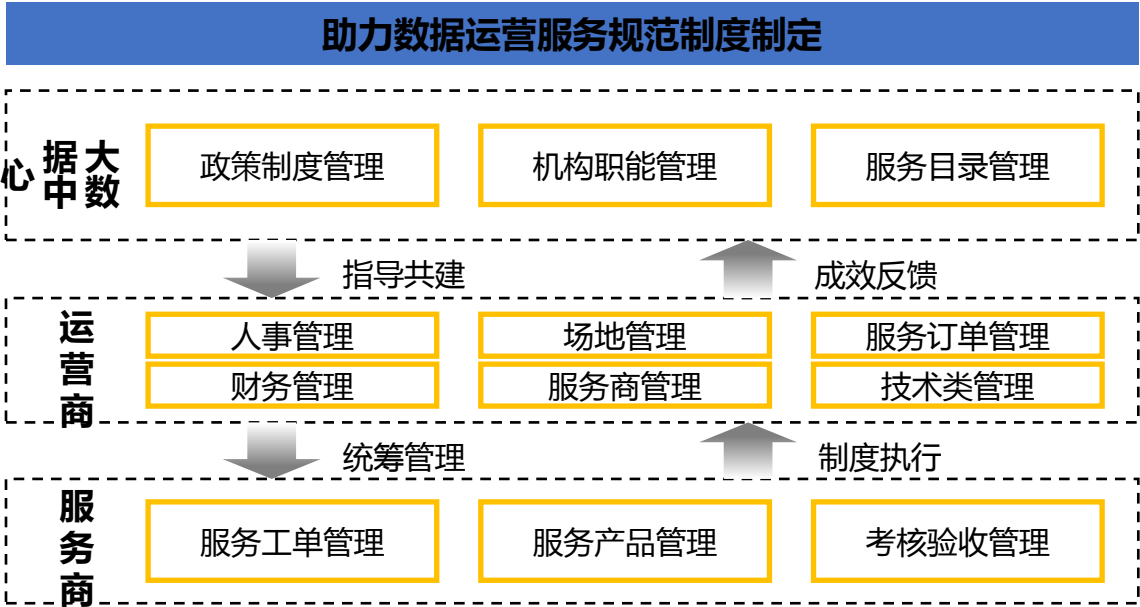 助力数据运营服务规范制度制定
大数据中心
政策制度管理
机构职能管理
服务目录管理
指导共建
成效反馈
运营商
人事管理
场地管理
服务订单管理
财务管理
服务商管理
技术类管理
统筹管理
制度执行
服务商
服务工单管理
服务产品管理
考核验收管理